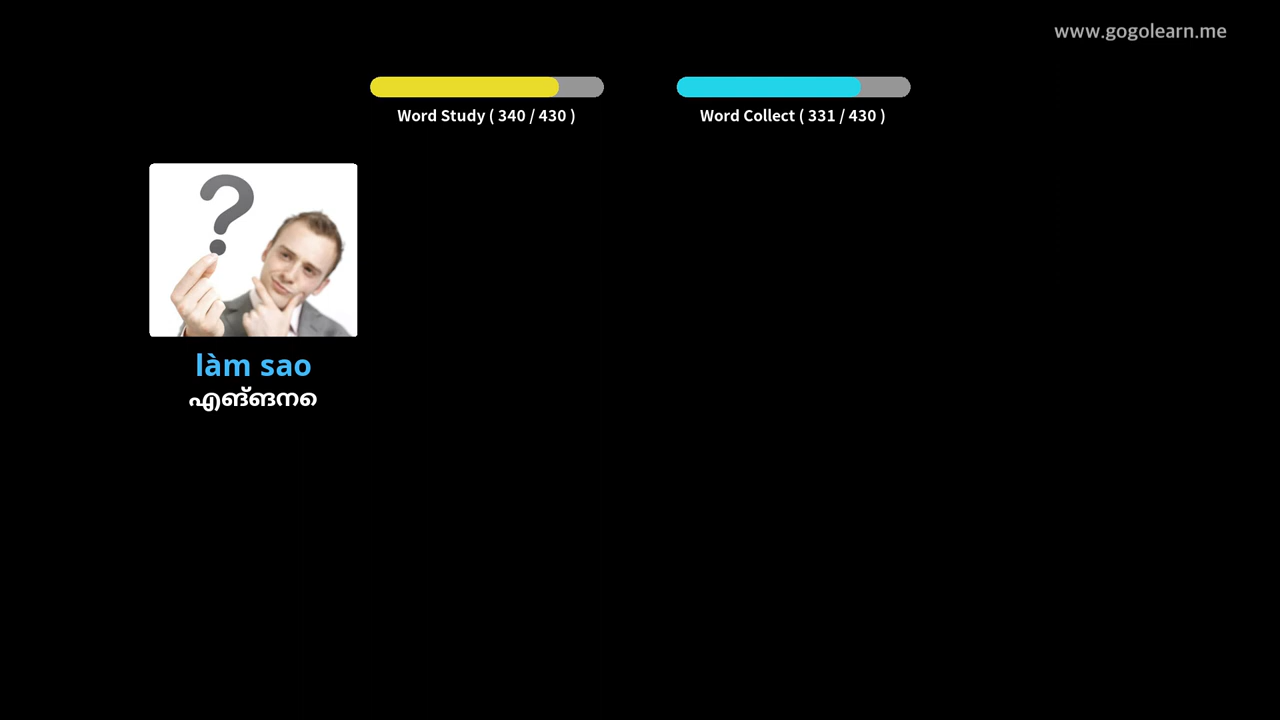 www.gogolearn.me
Word Study ( 340 / 430 )
Word Collect ( 331 / 430 )
làm sao
എങ്ങനെ